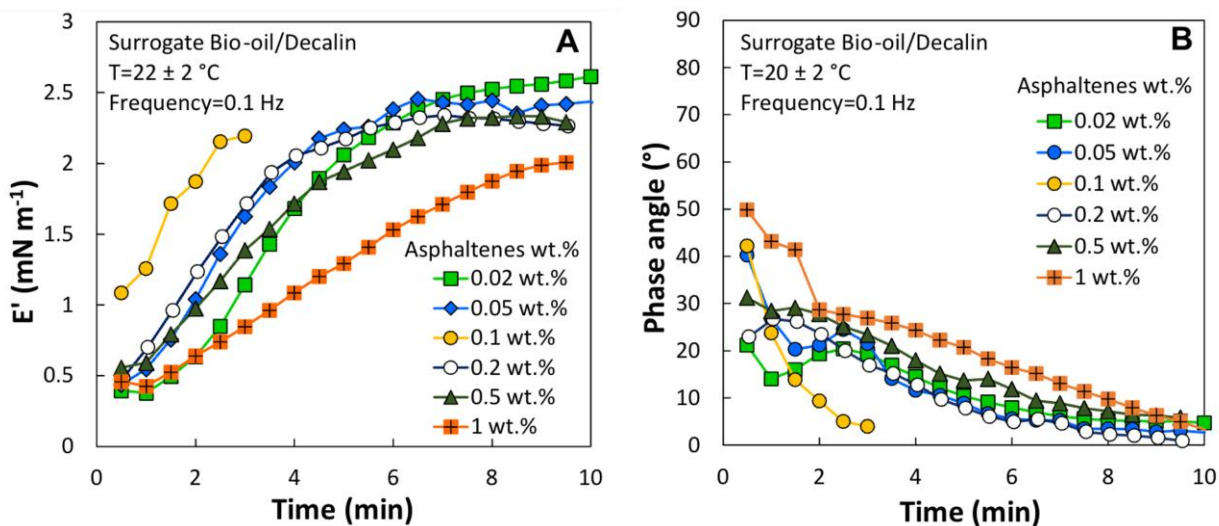 A
Surrogate Bio-oil/Decalin
T=22 ± 2 °C
Frequency=0.1 Hz
3
2.5
2
1.5
1
0.5
0
E' (mN m⁻¹)
Asphaltenes wt.%
0.02 wt.%
0.05 wt.%
0.1 wt.%
0.2 wt.%
0.5 wt.%
1 wt.%
0 2 4 6 8 10
Time (min)
B
Surrogate Bio-oil/Decalin
T=20 ± 2 °C
Frequency=0.1 Hz
90
80
70
60
50
40
30
20
10
0
Phase angle (°)
Asphaltenes wt.%
0.02 wt.%
0.05 wt.%
0.1 wt.%
0.2 wt.%
0.5 wt.%
1 wt.%
0 2 4 6 8 10
Time (min)